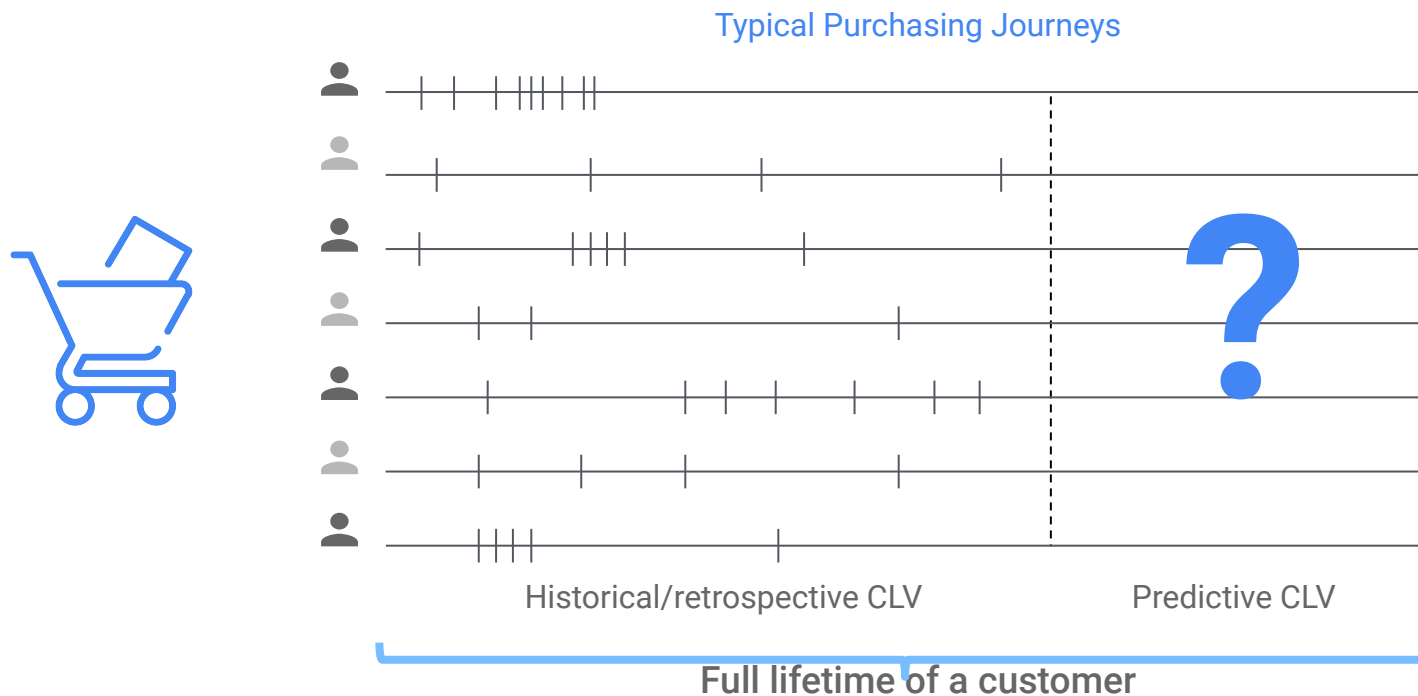 Typical Purchasing Journeys
?
Historical/retrospective CLV
Predictive CLV
Full lifetime of a customer